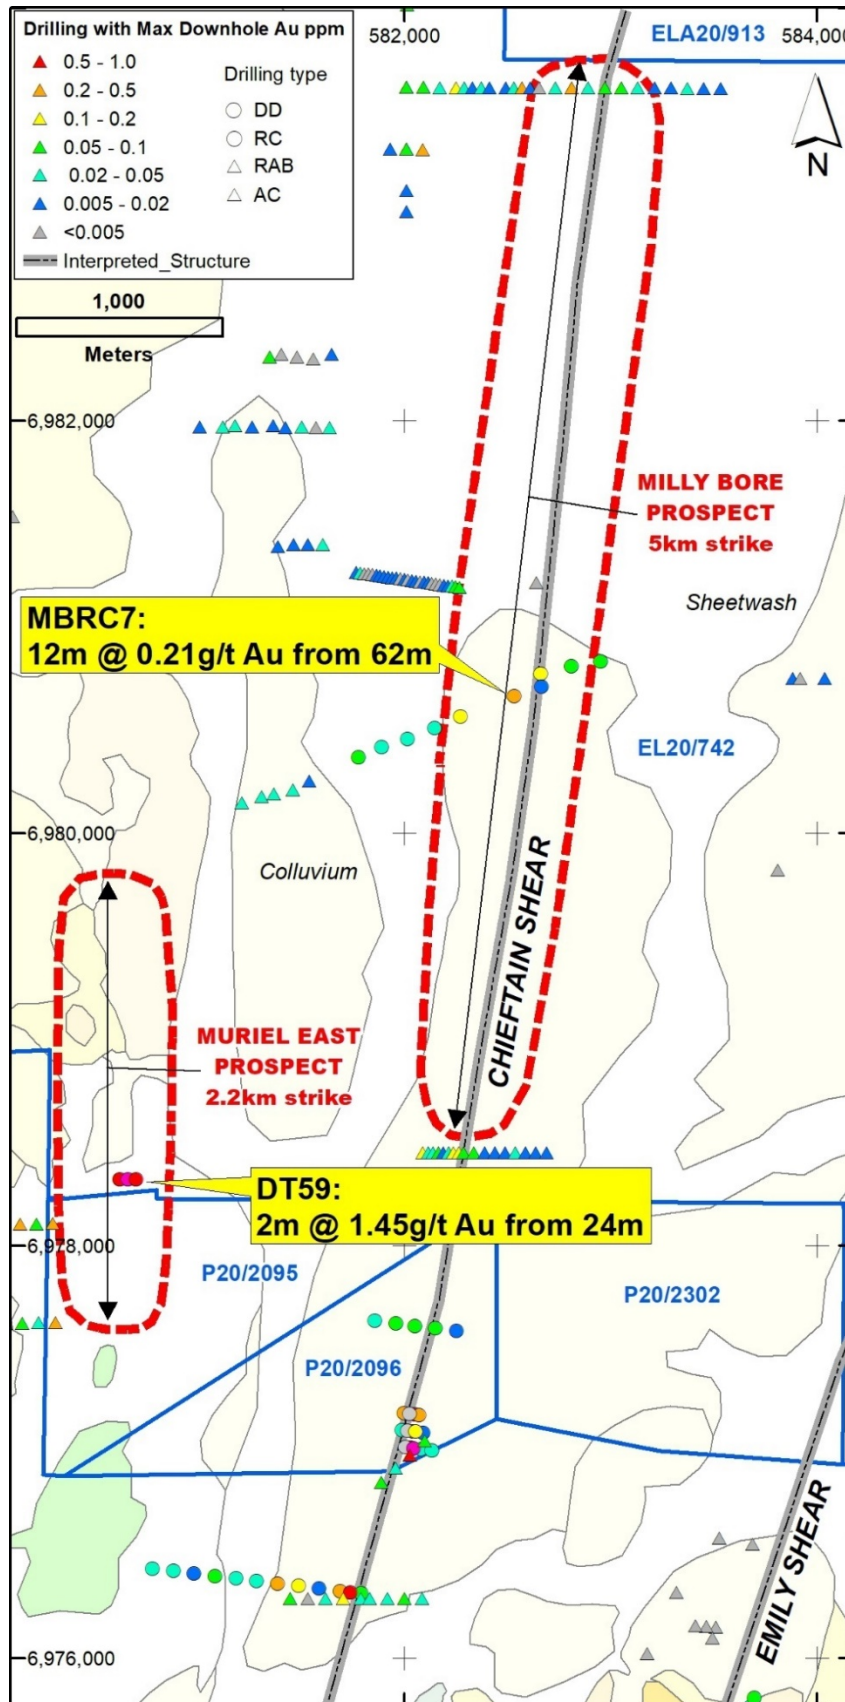 Drilling with Max Downhole Au ppm
0.5 - 1.0
0.2 - 0.5
0.1 - 0.2
0.05 - 0.1
0.02 - 0.05
0.005 - 0.02
<0.005
Interpreted_Structure
Drilling type
DD
RC
RAB
AC
1,000
Meters
582,000
584,000
ELA20/913
N
6,982,000
MILLY BORE
PROSPECT
5km strike
Sheetwash
MBRC7:
12m @ 0.21g/t Au from 62m
EL20/742
6,980,000
Colluvium
CHIEFTAIN SHEAR
MURIEL EAST
PROSPECT
2.2km strike
DT59:
2m @ 1.45g/t Au from 24m
6,978,000
P20/2095
P20/2302
P20/2096
EMILY SHEAR
6,976,000